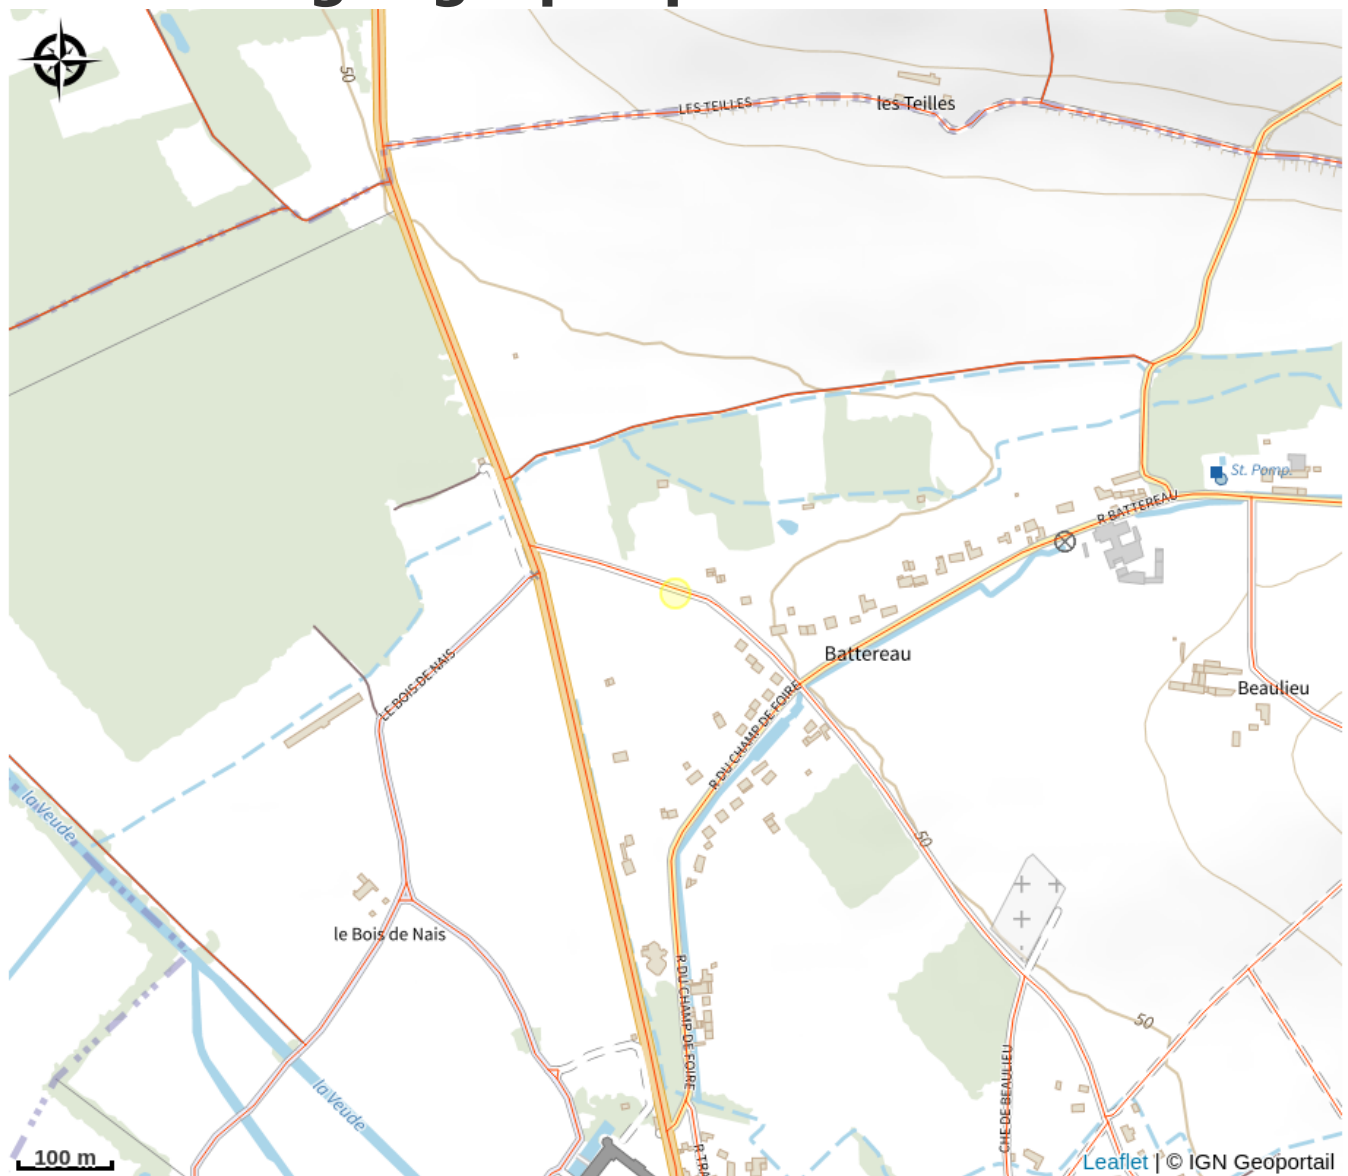 50
LES TEILLES
les Teilles
St. Pomp.
R BATTEREAU
Battereau
LE BOIS DE NAIS
R DU CHAMP DE FOIRE
Beaulieu
la Veude
50
le Bois de Nais
R DU CHAMP DE FOIRE
50
CHE DE BEAULIEU
la Veude
R TRA
100 m
Leaflet | © IGN Geoportail